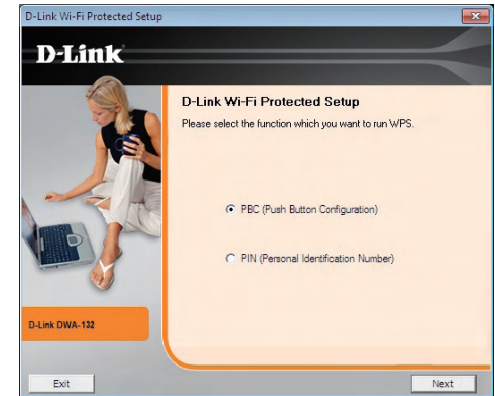 D-Link Wi-Fi Protected Setup
D-Link
D-Link Wi-Fi Protected Setup
Please select the function which you want to run WPS.
PBC (Push Button Configuration)
PIN (Personal Identification Number)
D-Link DWA-132
Exit
Next